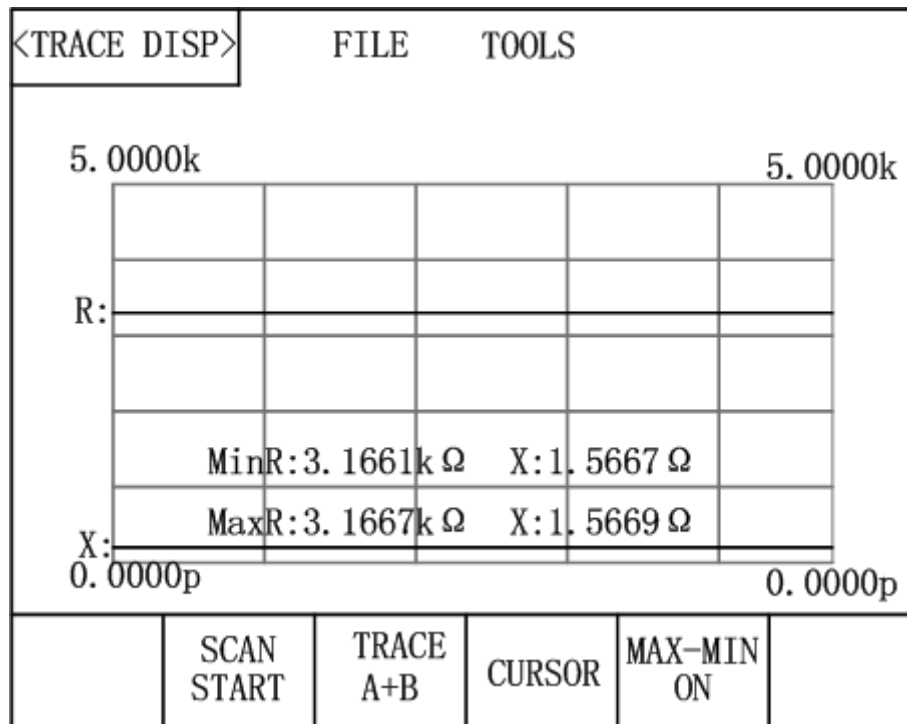 <TRACE DISP> FILE TOOLS
5.0000k 5.0000k
R:
MinR:3.1661kΩ X:1.5667Ω
MaxR:3.1667kΩ X:1.5669Ω
X:
0.0000p 0.0000p
SCAN START
TRACE A+B
CURSOR
MAX-MIN ON